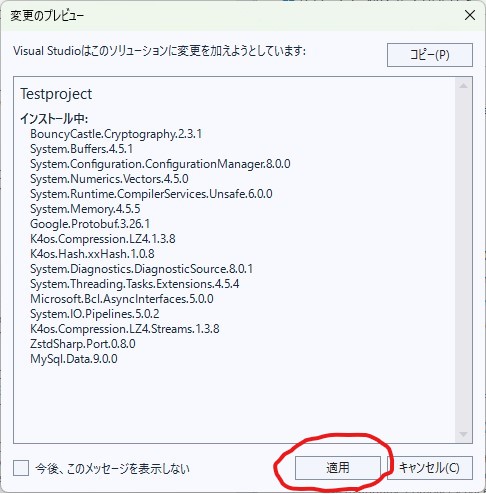 変更のプレビュー
Visual Studioはこのソリューションに変更を加えようとしています:
コピー(P)
Testproject
インストール中:
BouncyCastle.Cryptography.2.3.1
System.Buffers.4.5.1
System.Configuration.ConfigurationManager.8.0.0
System.Numerics.Vectors.4.5.0
System.Runtime.CompilerServices.Unsafe.6.0.0
System.Memory.4.5.5
Google.Protobuf.3.26.1
K4os.Compression.LZ4.1.3.8
K4os.Hash.xxHash.1.0.8
System.Diagnostics.DiagnosticSource.8.0.1
System.Threading.Tasks.Extensions.4.5.4
Microsoft.Bcl.AsyncInterfaces.5.0.0
System.IO.Pipelines.5.0.2
K4os.Compression.LZ4.Streams.1.3.8
ZstdSharp.Port.0.8.0
MySql.Data.9.0.0
今後、このメッセージを表示しない
適用
キャンセル(C)